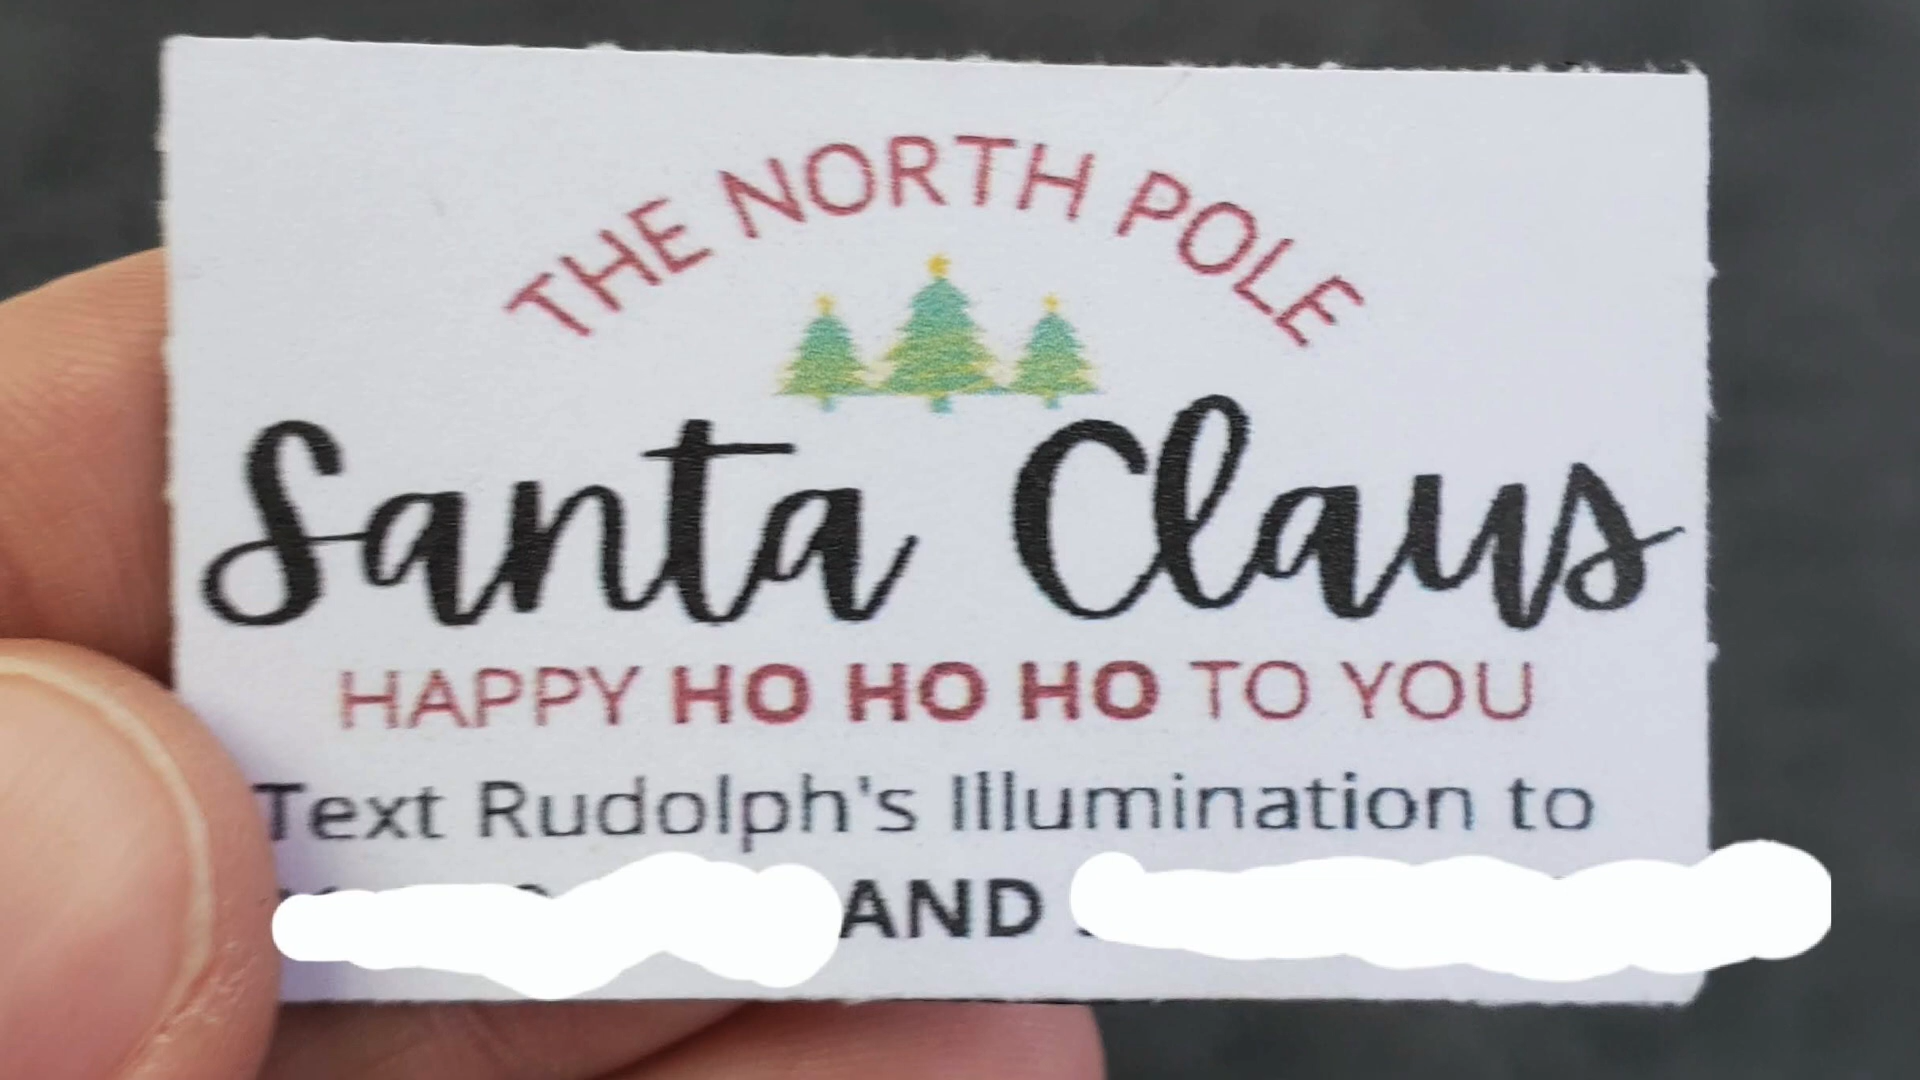 THE NORTH POLE
Santa Claus
HAPPY HO HO HO TO YOU
Text Rudolph's Illumination to
AND